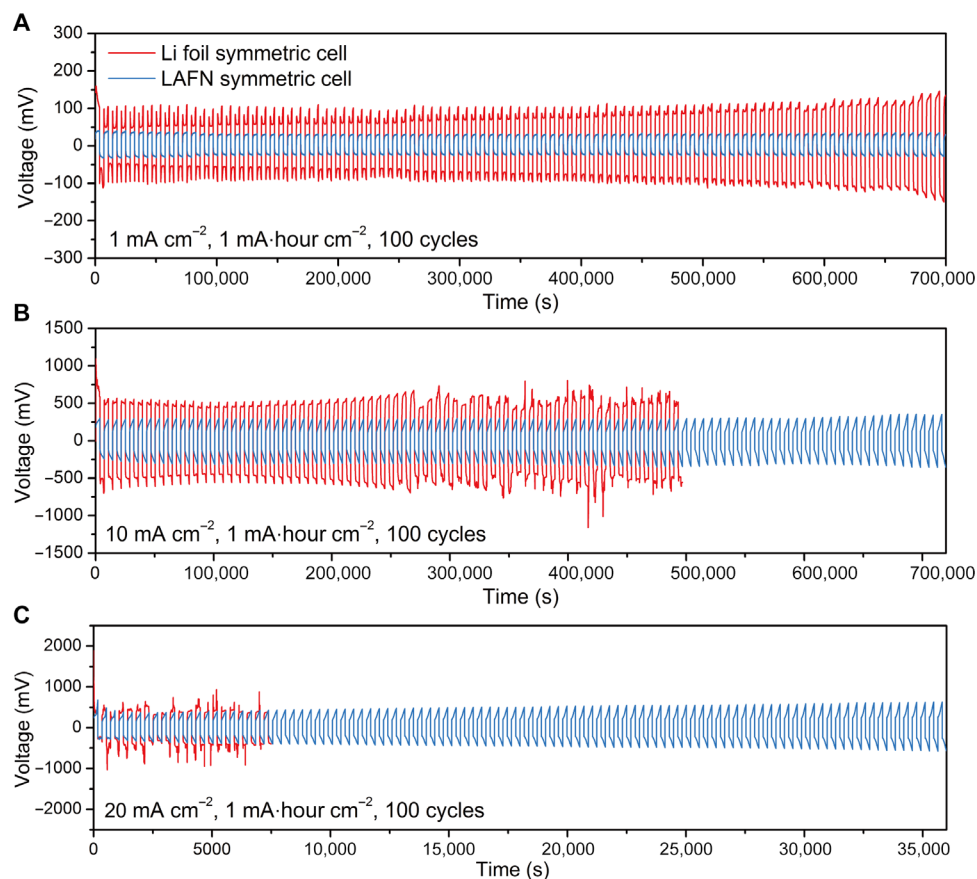 A
300
200
100
0
−100
−200
−300
Voltage (mV)
Li foil symmetric cell
LAFN symmetric cell
1 mA cm⁻², 1 mA·hour cm⁻², 100 cycles
0 100,000 200,000 300,000 400,000 500,000 600,000 700,000
Time (s)
B
1500
1000
500
0
−500
−1000
−1500
Voltage (mV)
10 mA cm⁻², 1 mA·hour cm⁻², 100 cycles
0 100,000 200,000 300,000 400,000 500,000 600,000 700,000
Time (s)
C
2000
1000
0
−1000
−2000
Voltage (mV)
20 mA cm⁻², 1 mA·hour cm⁻², 100 cycles
0 5000 10,000 15,000 20,000 25,000 30,000 35,000
Time (s)